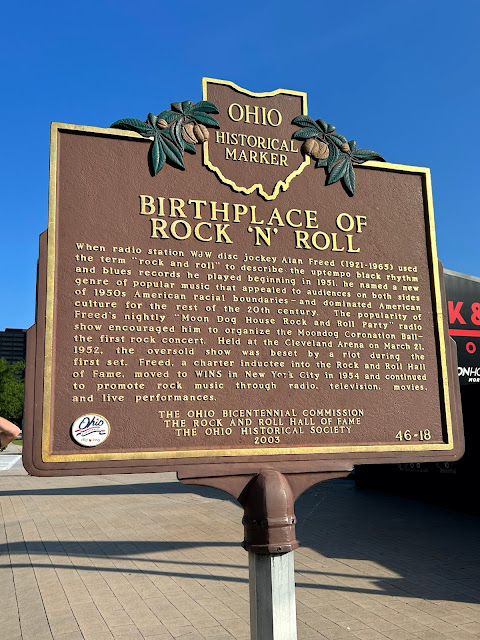 OHIO
HISTORICAL
MARKER
BIRTHPLACE OF
ROCK 'N' ROLL
When radio station WJW disc jockey Alan Freed (1921-1965) used
the term "rock and roll" to describe the uptempo black rhythm
and blues records he played beginning in 1951, he named a new
genre of popular music that appealed to audiences on both sides
of 1950s American racial boundaries—and dominated American
culture for the rest of the 20th century. The popularity of
Freed's nightly "Moon Dog House Rock and Roll Party" radio
show encouraged him to organize the Moondog Coronation Ball—
the first rock concert. Held at the Cleveland Arena on March 21,
1952, the oversold show was beset by a riot during the
first set. Freed, a charter inductee into the Rock and Roll Hall
of Fame, moved to WINS in New York City in 1954 and continued
to promote rock music through radio, television, movies,
and live performances.
THE OHIO BICENTENNIAL COMMISSION
THE ROCK AND ROLL HALL OF FAME
THE OHIO HISTORICAL SOCIETY
2003
46-18
Ohio
K &